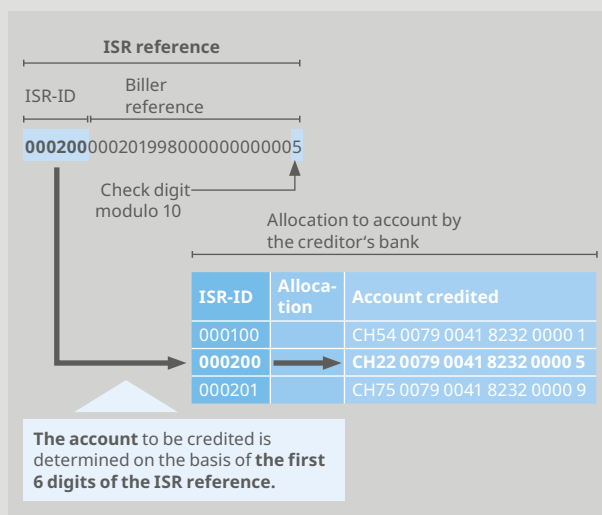 ISR reference
ISR-ID
Biller
reference
000200000201998000000000005
Check digit
modulo 10
Allocation to account by
the creditor's bank
ISR-ID Alloca- Account credited
tion
000100 CH54 0079 0041 8232 0000 1
000200 CH22 0079 0041 8232 0000 5
000201 CH75 0079 0041 8232 0000 9
The account to be credited is
determined on the basis of the first
6 digits of the ISR reference.